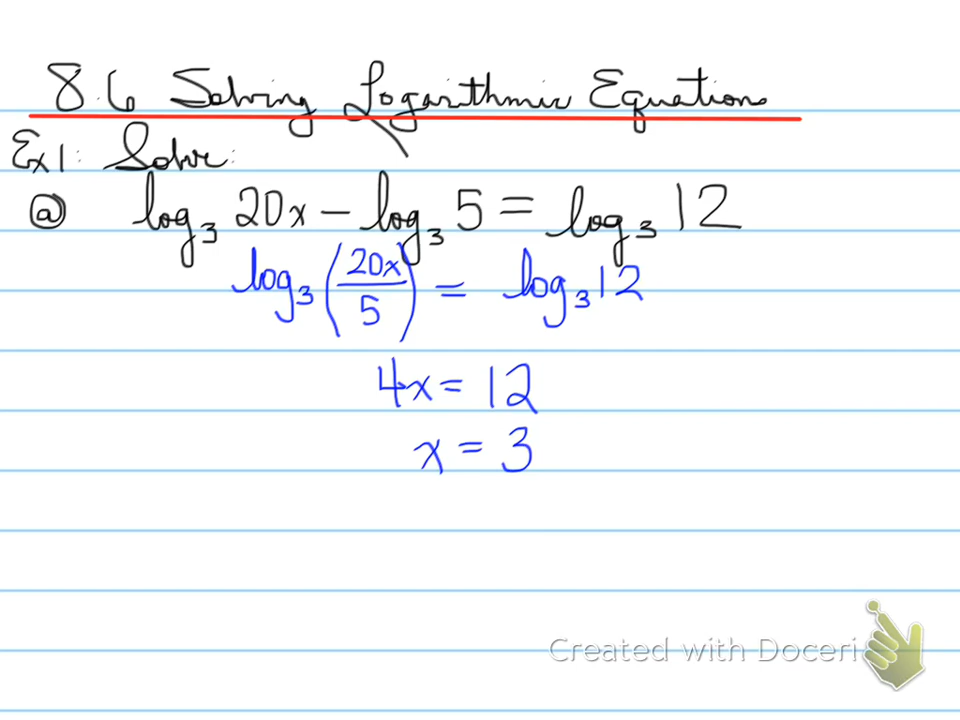 8.6 Solving Logarithmic Equations
Ex1: Solve:
ⓐ log₃ 20x − log₃ 5 = log₃ 12
log₃ (20x/5) = log₃ 12
4x = 12
x = 3
Created with Doceri